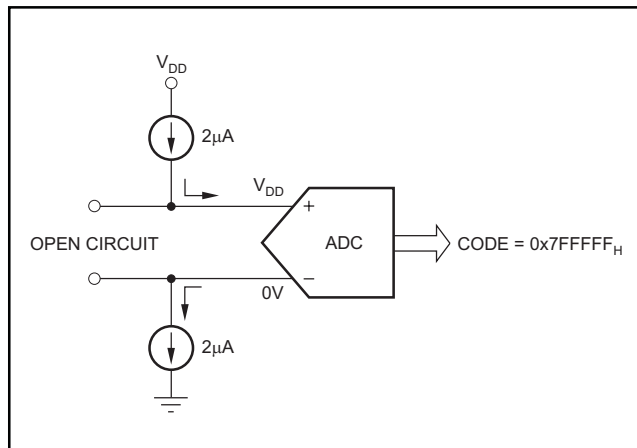 V_DD
2μA
V_DD
+
OPEN CIRCUIT
ADC
CODE = 0x7FFFFF_H
−
0V
2μA